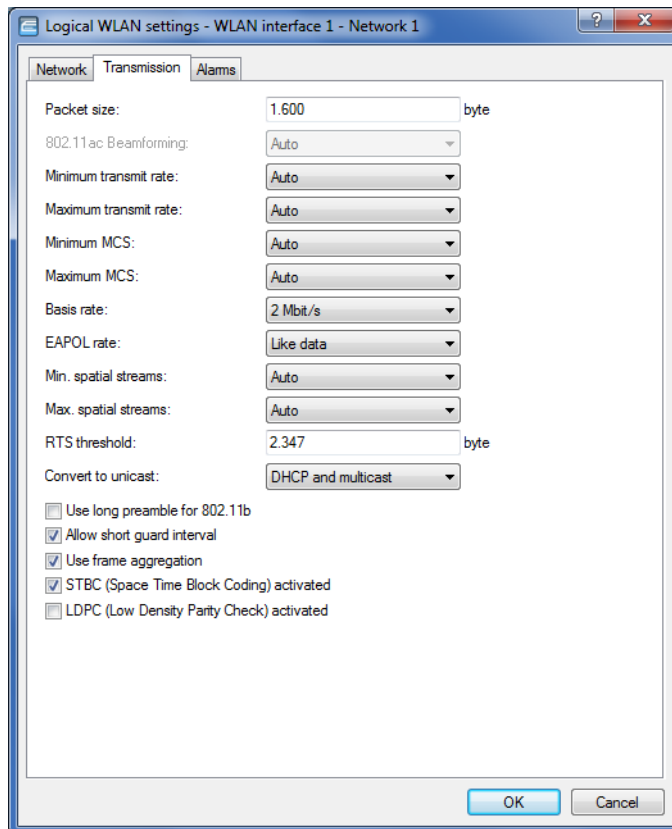 Logical WLAN settings - WLAN interface 1 - Network 1
Network Transmission Alarms
Packet size: 1.600 byte
802.11ac Beamforming: Auto
Minimum transmit rate: Auto
Maximum transmit rate: Auto
Minimum MCS: Auto
Maximum MCS: Auto
Basis rate: 2 Mbit/s
EAPOL rate: Like data
Min. spatial streams: Auto
Max. spatial streams: Auto
RTS threshold: 2.347 byte
Convert to unicast: DHCP and multicast
Use long preamble for 802.11b
Allow short guard interval
Use frame aggregation
STBC (Space Time Block Coding) activated
LDPC (Low Density Parity Check) activated
OK Cancel